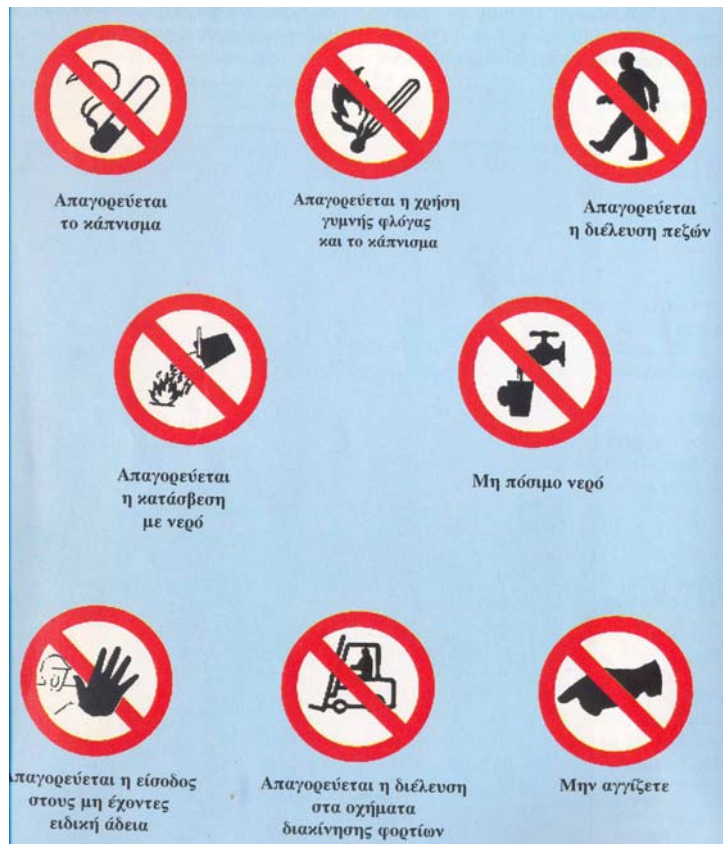 Απαγορεύεται
το κάπνισμα
Απαγορεύεται η χρήση
γυμνής φλόγας
και το κάπνισμα
Απαγορεύεται
η διέλευση πεζών
Απαγορεύεται
η κατάσβεση
με νερό
Μη πόσιμο νερό
Απαγορεύεται η είσοδος
στους μη έχοντες
ειδική άδεια
Απαγορεύεται η διέλευση
στα οχήματα
διακίνησης φορτίων
Μην αγγίζετε